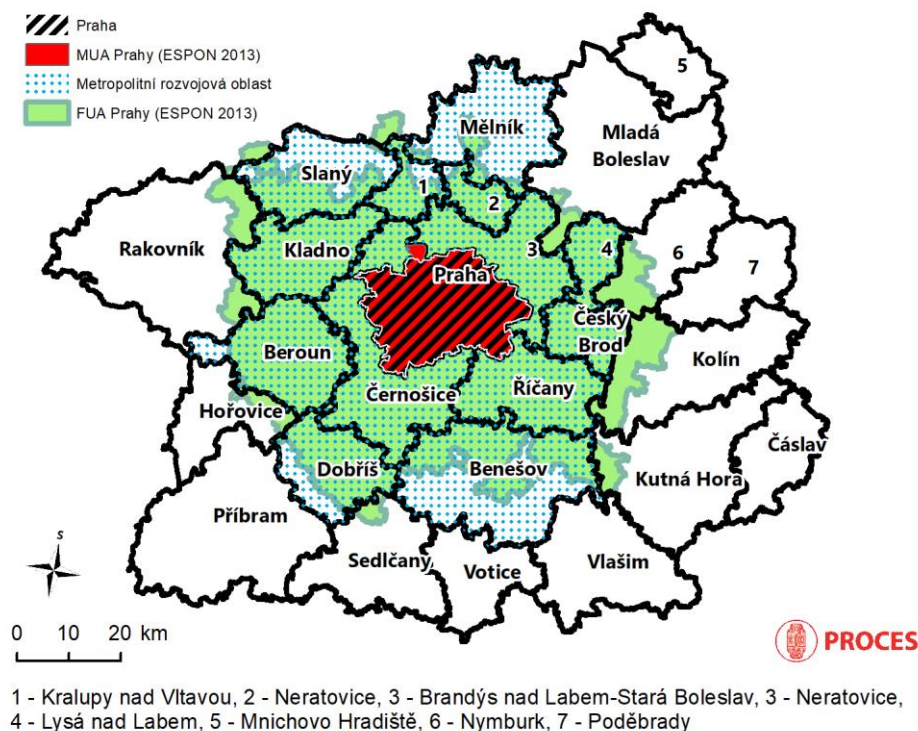 Praha
MUA Prahy (ESPON 2013)
Metropolitní rozvojová oblast
FUA Prahy (ESPON 2013)
5
Mělník
Mladá
Boleslav
Slaný
1
2
Rakovník
Kladno
3
4
6
7
Praha
Český
Brod
Beroun
Kolín
Černošice
Říčany
Hořovice
Čáslav
Dobříš
Benešov
Kutná Hora
Příbram
Sedlčany
Votice
Vlašim
s
0 10 20 km
PROCES
1 - Kralupy nad Vltavou, 2 - Neratovice, 3 - Brandýs nad Labem-Stará Boleslav, 3 - Neratovice,
4 - Lysá nad Labem, 5 - Mnichovo Hradiště, 6 - Nymburk, 7 - Poděbrady